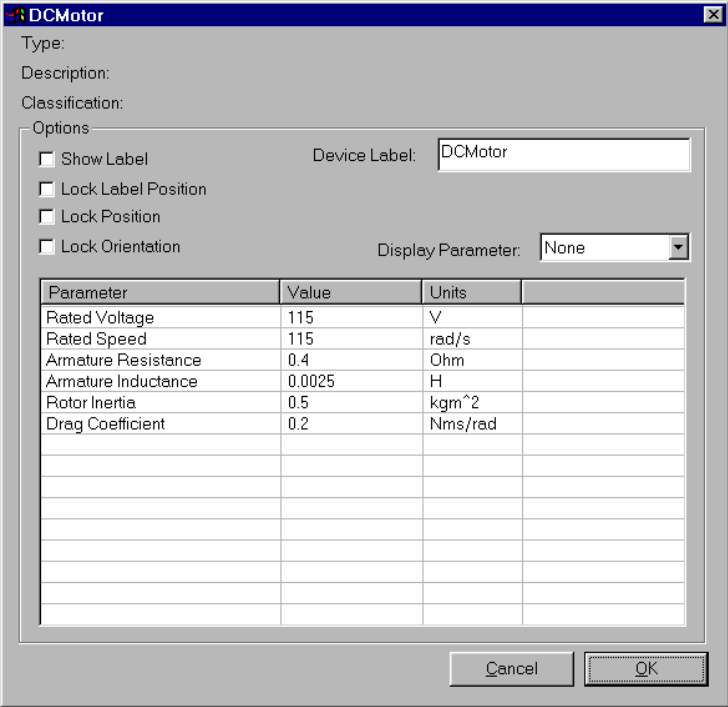 DCMotor
Type:
Description:
Classification:
Options
Show Label
Device Label: DCMotor
Lock Label Position
Lock Position
Lock Orientation
Display Parameter: None
Parameter Value Units
Rated Voltage 115 V
Rated Speed 115 rad/s
Armature Resistance 0.4 Ohm
Armature Inductance 0.0025 H
Rotor Inertia 0.5 kgm^2
Drag Coefficient 0.2 Nms/rad
Cancel OK